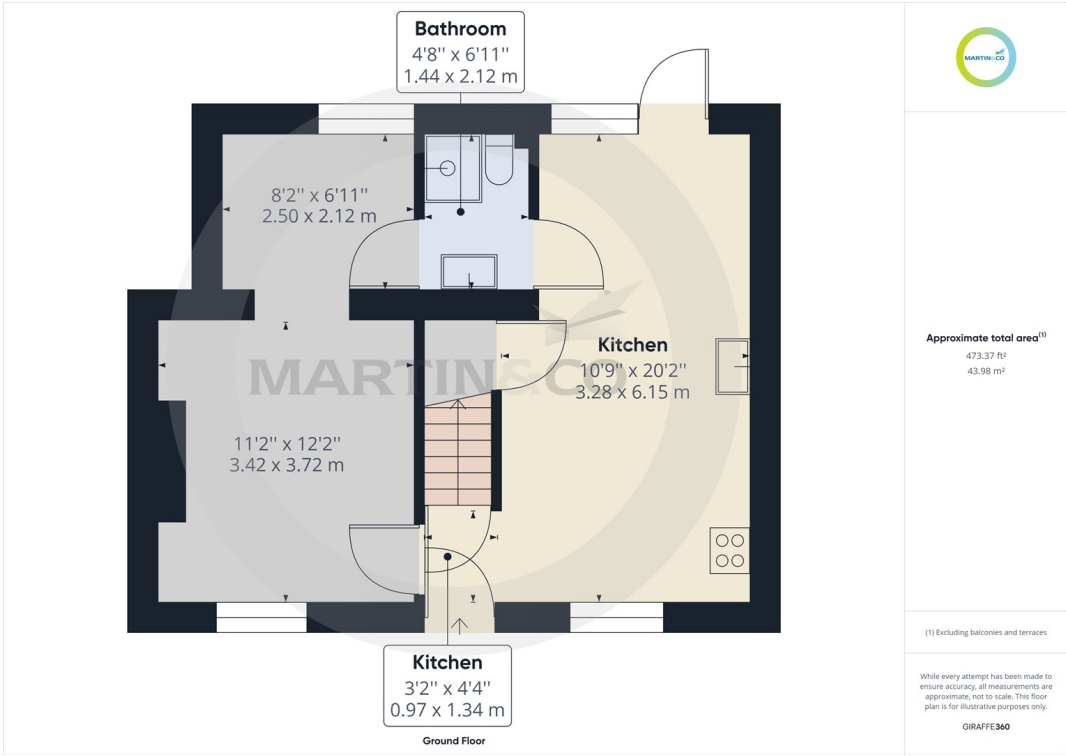 Bathroom
4'8'' x 6'11''
1.44 x 2.12 m
MARTIN&CO
8'2'' x 6'11''
2.50 x 2.12 m
Kitchen
10'9'' x 20'2''
3.28 x 6.15 m
MARTIN&CO
11'2'' x 12'2''
3.42 x 3.72 m
Kitchen
3'2'' x 4'4''
0.97 x 1.34 m
Ground Floor
Approximate total area(1)
473.37 ft²
43.98 m²
(1) Excluding balconies and terraces
While every attempt has been made to
ensure accuracy, all measurements are
approximate, not to scale. This floor
plan is for illustrative purposes only.
GIRAFFE360